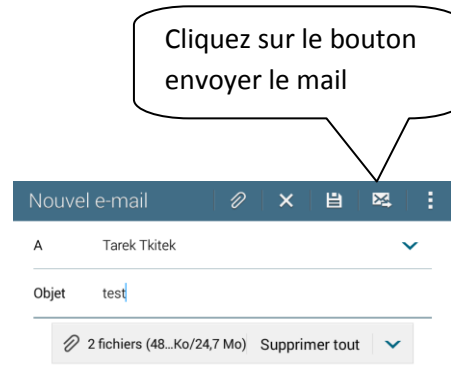 Cliquez sur le bouton
envoyer le mail
Nouvel e-mail
A Tarek Tkitek
Objet test
2 fichiers (48...Ko/24,7 Mo) Supprimer tout